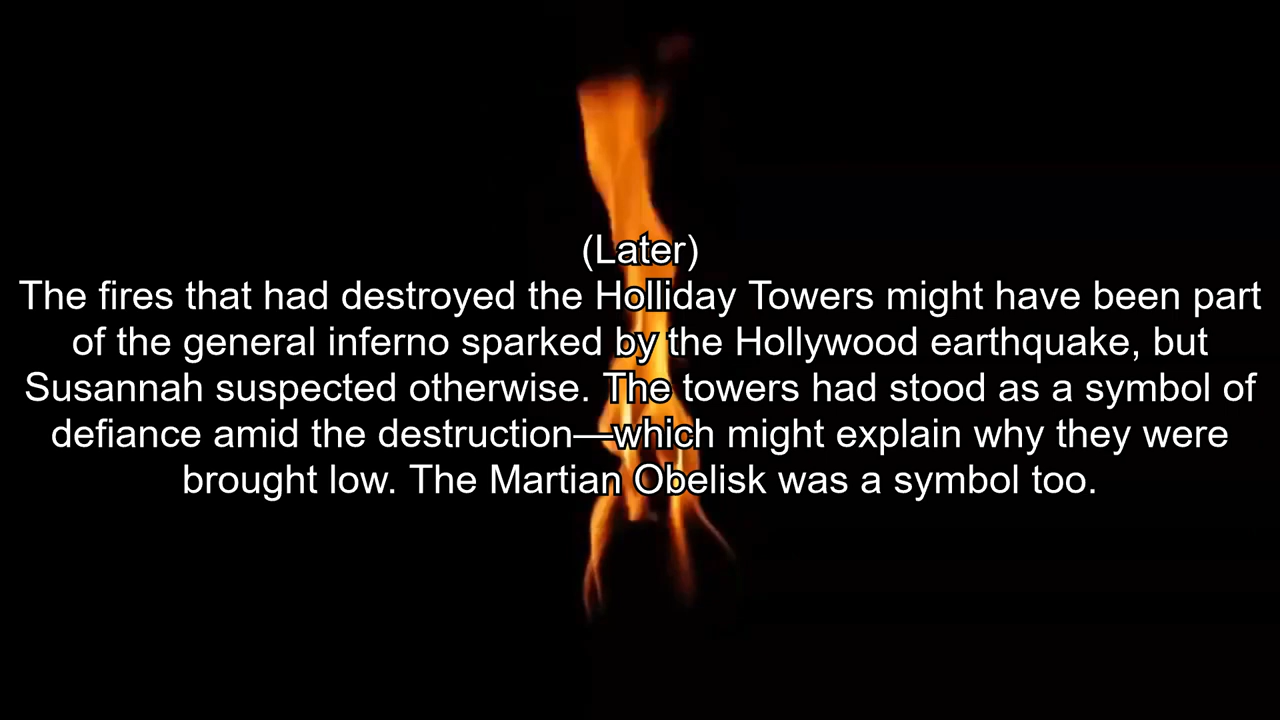 (Later)
The fires that had destroyed the Holliday Towers might have been part
of the general inferno sparked by the Hollywood earthquake, but
Susannah suspected otherwise. The towers had stood as a symbol of
defiance amid the destruction—which might explain why they were
brought low. The Martian Obelisk was a symbol too.